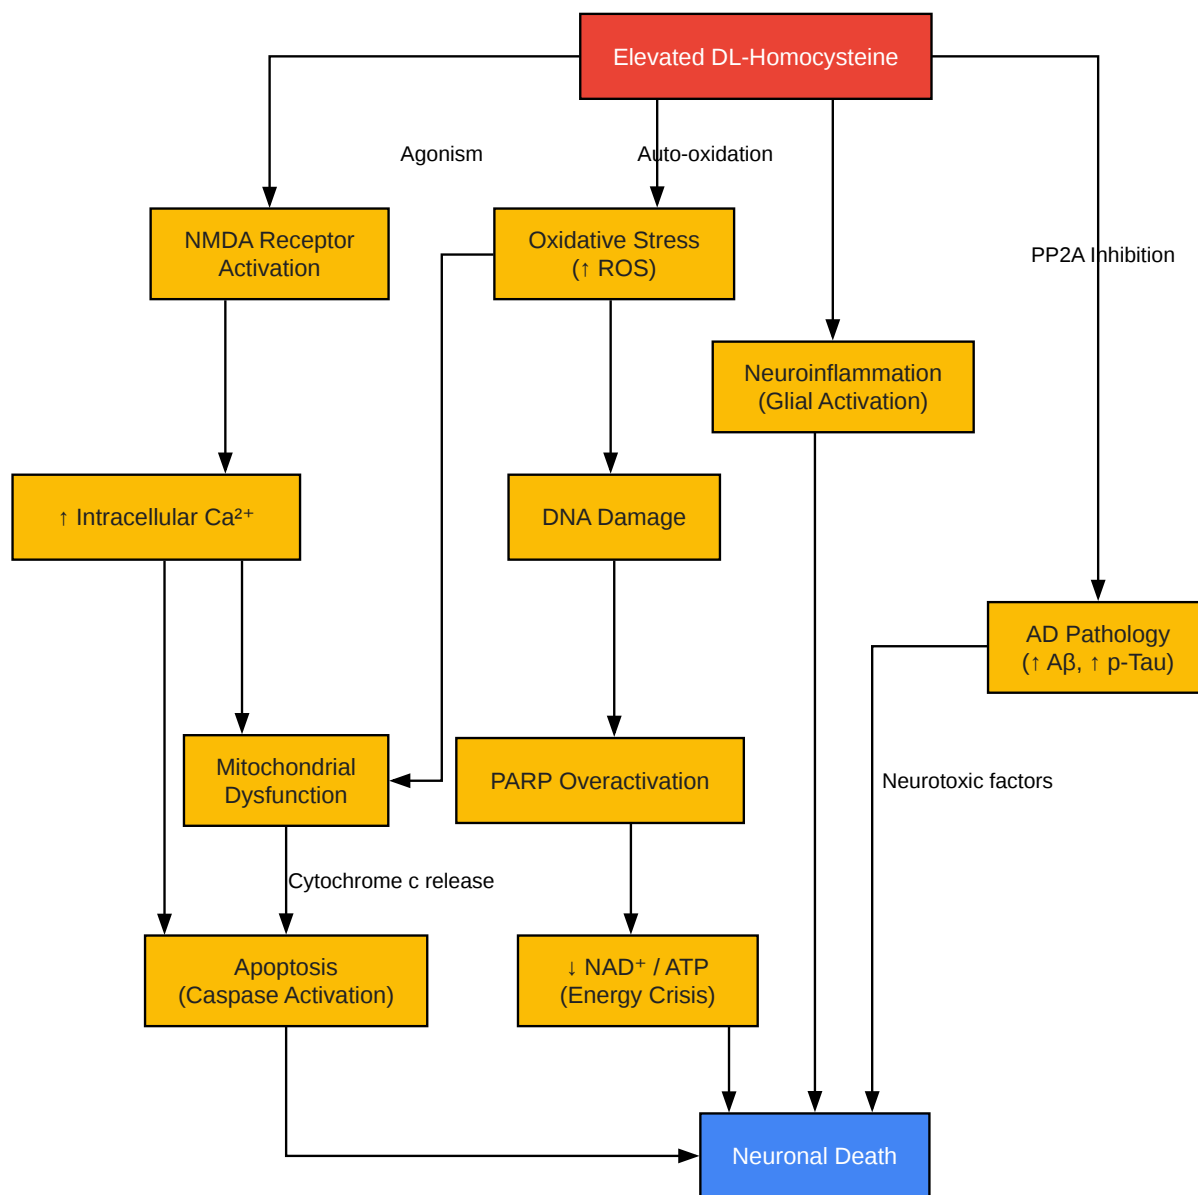 Elevated DL-Homocysteine
Agonism
Auto-oxidation
NMDA Receptor
Activation
Oxidative Stress
(↑ ROS)
PP2A Inhibition
Neuroinflammation
(Glial Activation)
↑ Intracellular Ca²⁺
DNA Damage
AD Pathology
(↑ Aβ, ↑ p-Tau)
Mitochondrial
Dysfunction
PARP Overactivation
Neurotoxic factors
Cytochrome c release
Apoptosis
(Caspase Activation)
↓ NAD⁺ / ATP
(Energy Crisis)
Neuronal Death